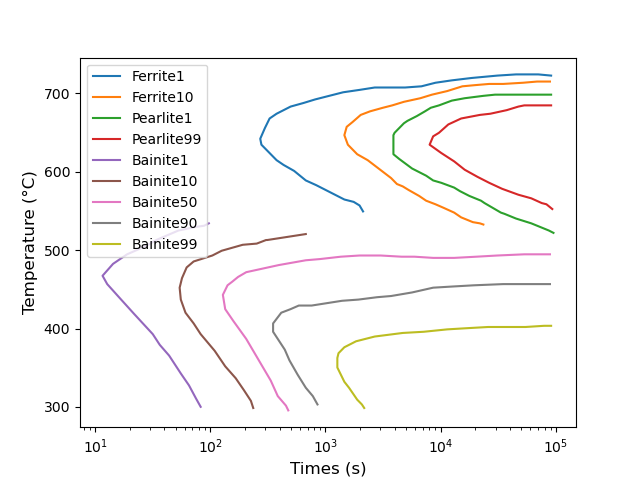 Ferrite1
Ferrite10
Pearlite1
Pearlite99
Bainite1
Bainite10
Bainite50
Bainite90
Bainite99
700
600
500
400
300
Temperature (°C)
10¹ 10² 10³ 10⁴ 10⁵
Times (s)